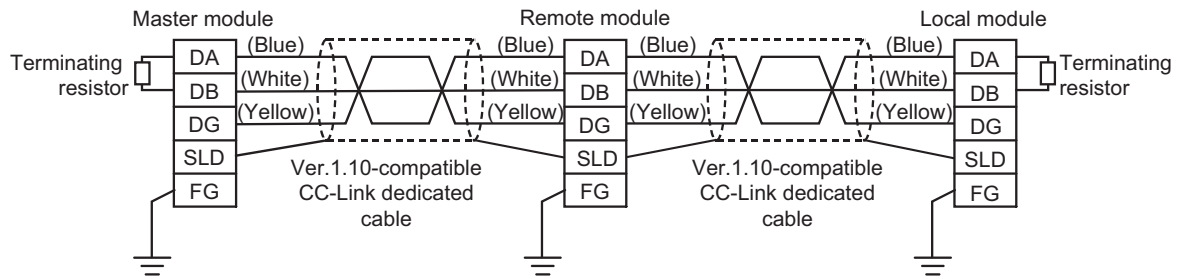 Master module
Remote module
Local module
Terminating
resistor
DA
(Blue)
(Blue)
DA
(Blue)
(Blue)
DA
Terminating
resistor
DB
(White)
(White)
DB
(White)
(White)
DB
DG
(Yellow)
(Yellow)
DG
(Yellow)
(Yellow)
DG
SLD
SLD
SLD
FG
FG
FG
Ver.1.10-compatible
CC-Link dedicated
cable
Ver.1.10-compatible
CC-Link dedicated
cable